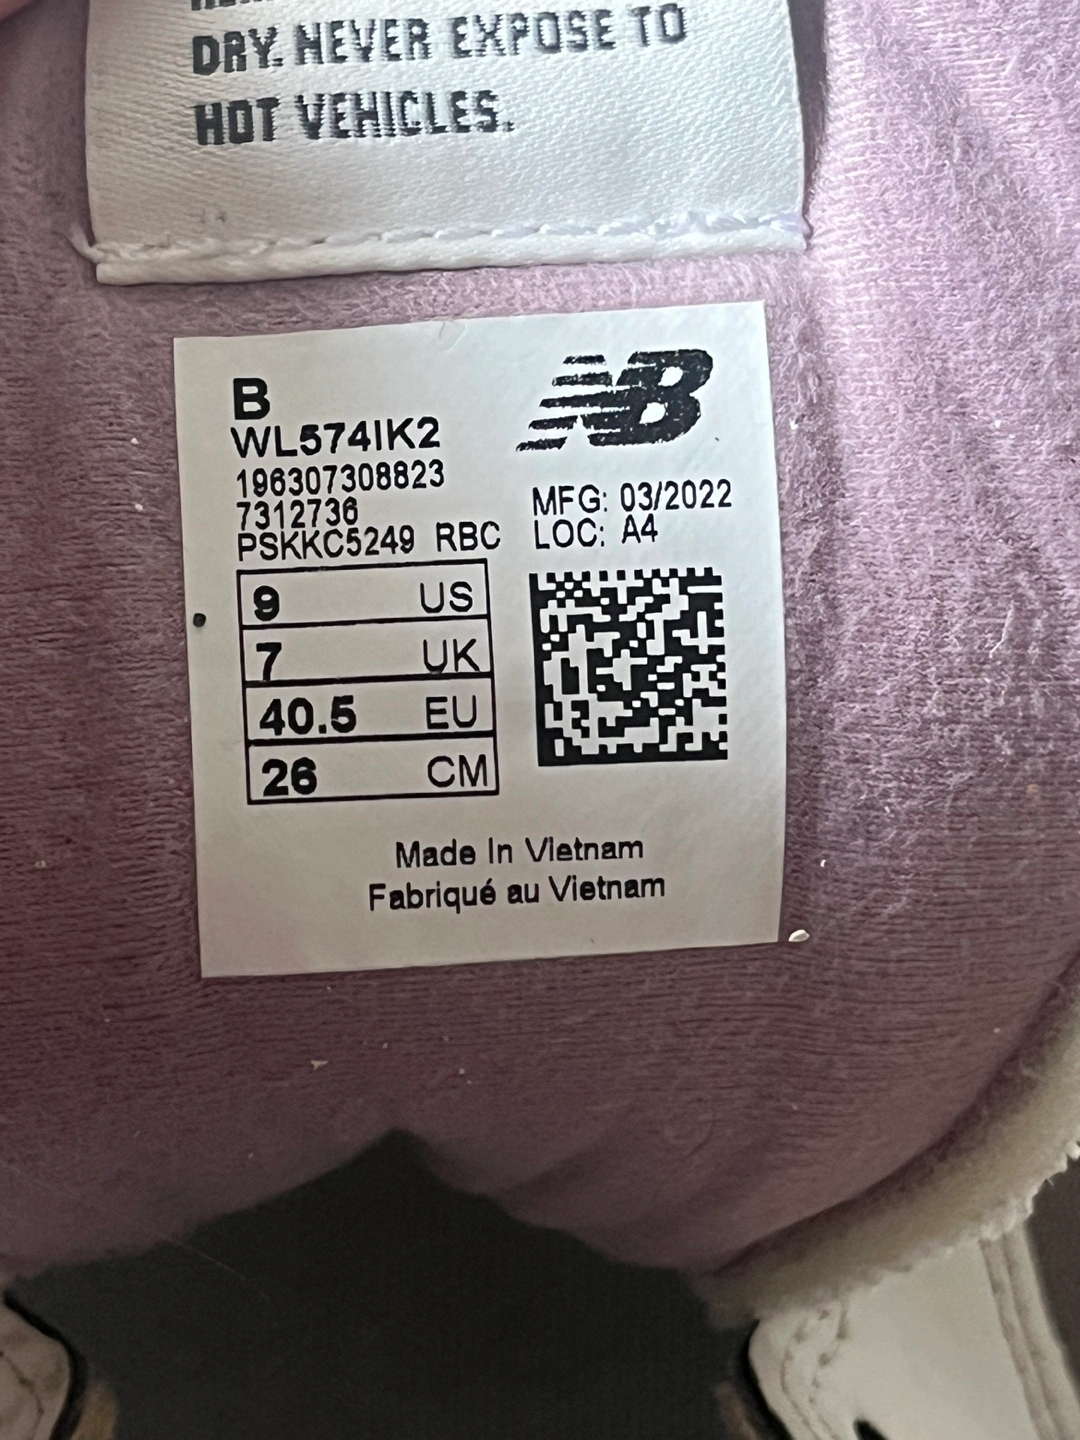 DRY. NEVER EXPOSE TO
HOT VEHICLES.
B
WL574IK2
196307308823
7312736
PSKKC5249 RBC
NB
MFG: 03/2022
LOC: A4
9 US
7 UK
40.5 EU
26 CM
Made In Vietnam
Fabriqué au Vietnam